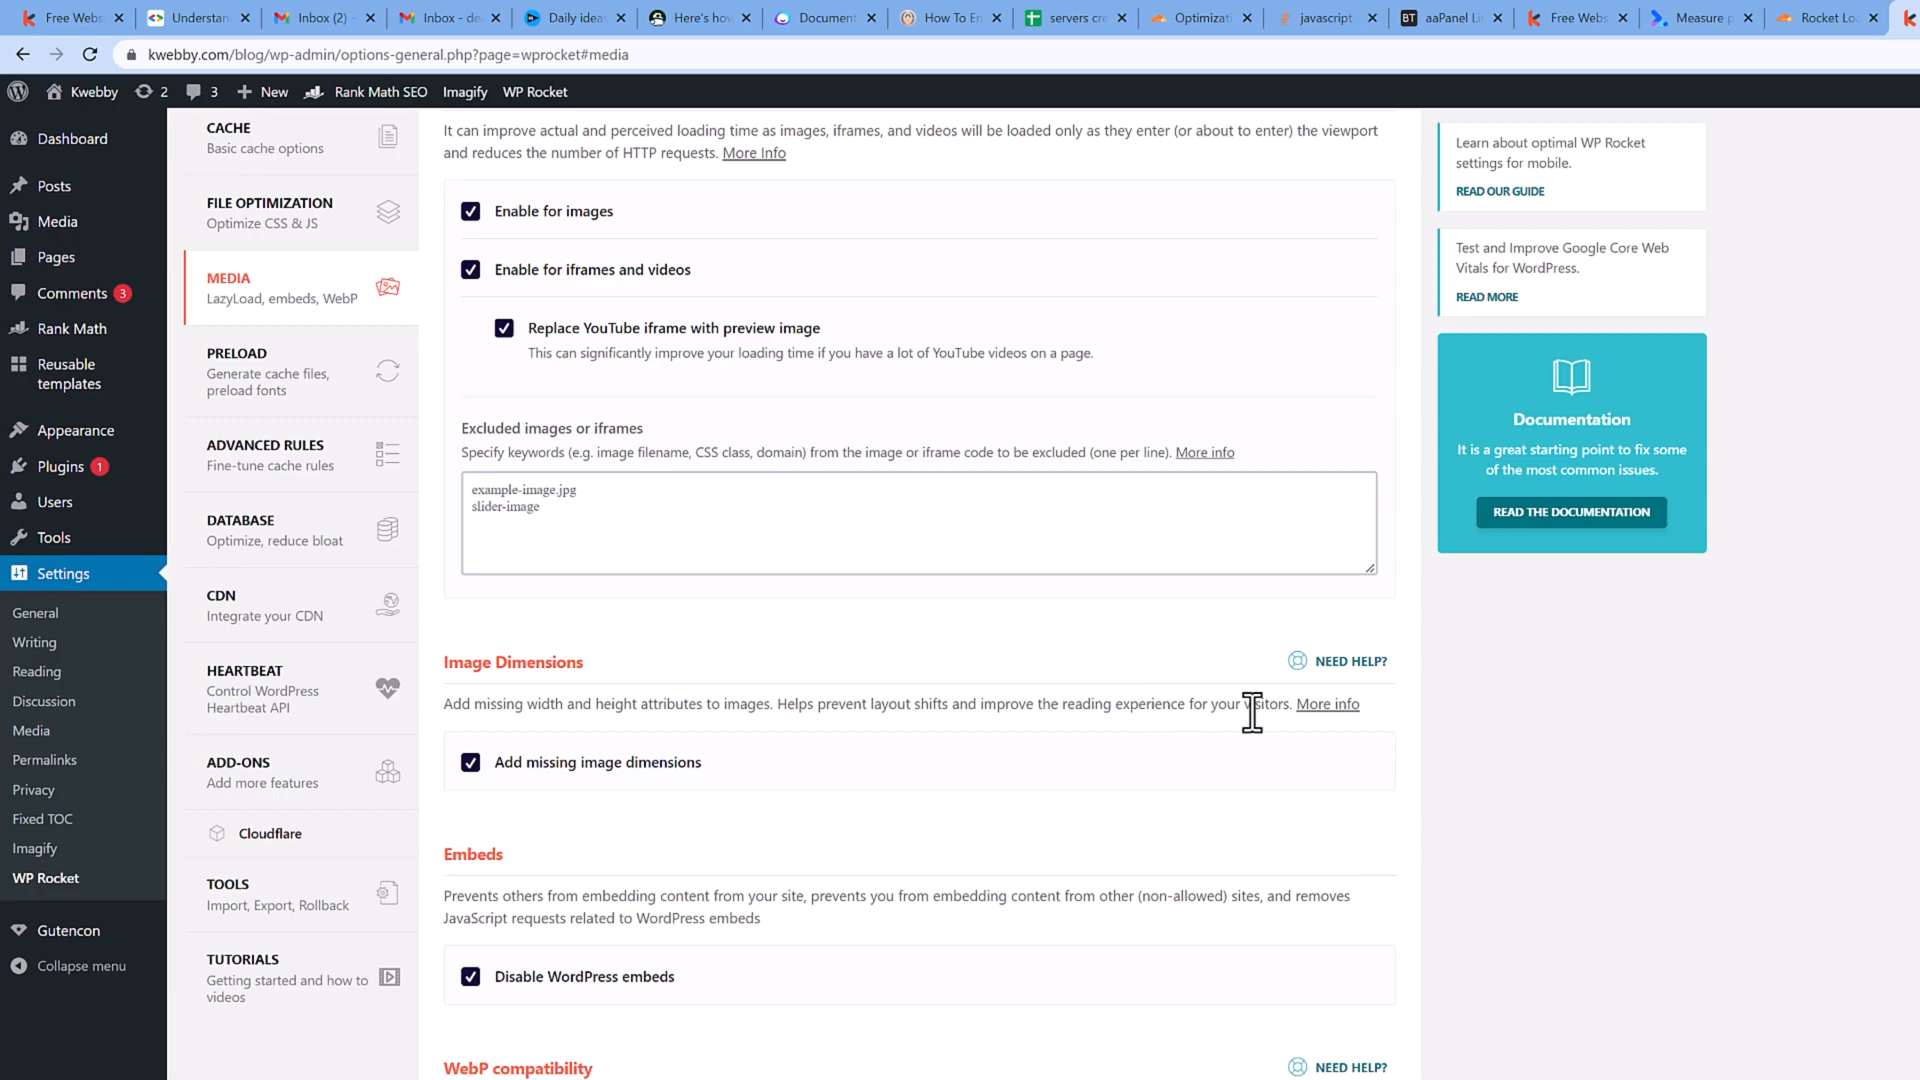 Free Webs
Understan
Inbox (2) -
Inbox - de
Daily idea
Here's how
Document
How To En
servers cre
Optimizati
javascript
BT aaPanel Li
Free Webs
Measure p
Rocket Loa
kwebby.com/blog/wp-admin/options-general.php?page=wprocket#media
Kwebby 2 3 New Rank Math SEO Imagify WP Rocket
Dashboard
Posts
Media
Pages
Comments 3
Rank Math
Reusable
templates
Appearance
Plugins 1
Users
Tools
Settings
General
Writing
Reading
Discussion
Media
Permalinks
Privacy
Fixed TOC
Imagify
WP Rocket
Gutencon
Collapse menu
CACHE
Basic cache options
FILE OPTIMIZATION
Optimize CSS & JS
MEDIA
LazyLoad, embeds, WebP
PRELOAD
Generate cache files,
preload fonts
ADVANCED RULES
Fine-tune cache rules
DATABASE
Optimize, reduce bloat
CDN
Integrate your CDN
HEARTBEAT
Control WordPress
Heartbeat API
ADD-ONS
Add more features
Cloudflare
TOOLS
Import, Export, Rollback
TUTORIALS
Getting started and how to
videos
It can improve actual and perceived loading time as images, iframes, and videos will be loaded only as they enter (or about to enter) the viewport
and reduces the number of HTTP requests. More Info
Enable for images
Enable for iframes and videos
Replace YouTube iframe with preview image
This can significantly improve your loading time if you have a lot of YouTube videos on a page.
Excluded images or iframes
Specify keywords (e.g. image filename, CSS class, domain) from the image or iframe code to be excluded (one per line). More info
example-image.jpg
slider-image
Image Dimensions
NEED HELP?
Add missing width and height attributes to images. Helps prevent layout shifts and improve the reading experience for your visitors. More info
Add missing image dimensions
Embeds
Prevents others from embedding content from your site, prevents you from embedding content from other (non-allowed) sites, and removes
JavaScript requests related to WordPress embeds
Disable WordPress embeds
WebP compatibility
NEED HELP?
Learn about optimal WP Rocket
settings for mobile.
READ OUR GUIDE
Test and Improve Google Core Web
Vitals for WordPress.
READ MORE
Documentation
It is a great starting point to fix some
of the most common issues.
READ THE DOCUMENTATION